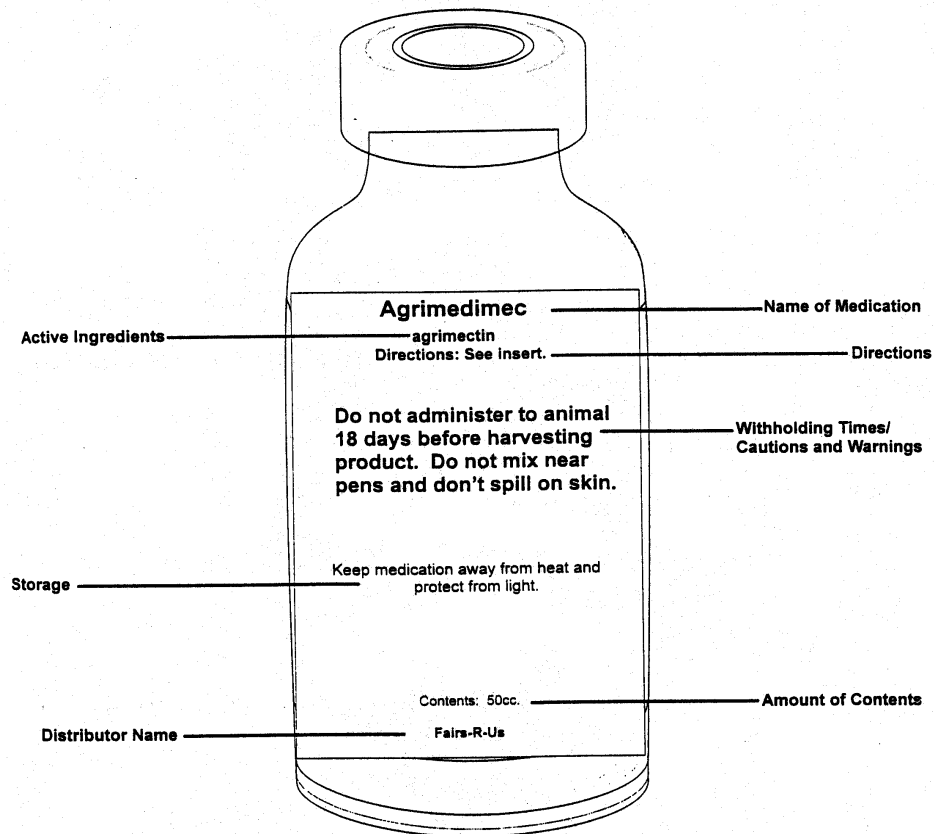 Agrimedimec
Name of Medication
Active Ingredients
agrimectin
Directions: See insert.
Directions
Do not administer to animal
18 days before harvesting
product. Do not mix near
pens and don't spill on skin.
Withholding Times/
Cautions and Warnings
Storage
Keep medication away from heat and
protect from light.
Contents: 50cc.
Amount of Contents
Distributor Name
Fairs-R-Us